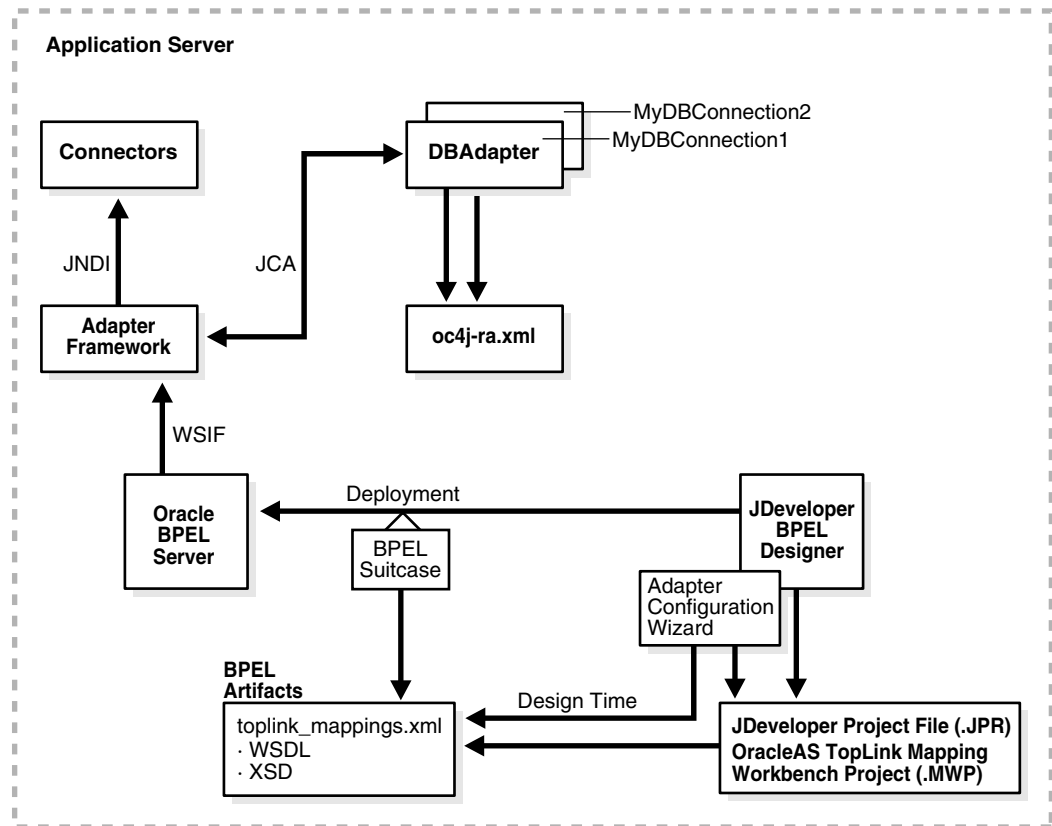 Application Server
MyDBConnection2
MyDBConnection1
Connectors
DBAdapter
JNDI
JCA
Adapter
Framework
oc4j-ra.xml
WSIF
Deployment
Oracle
BPEL
Server
BPEL
Suitcase
JDeveloper
BPEL
Designer
Adapter
Configuration
Wizard
BPEL
Artifacts
Design Time
toplink_mappings.xml
· WSDL
· XSD
JDeveloper Project File (.JPR)
OracleAS TopLink Mapping
Workbench Project (.MWP)